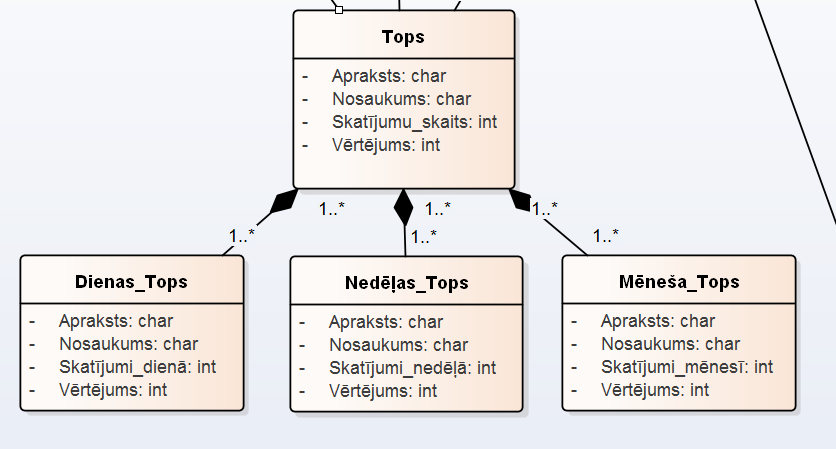 Tops
- Apraksts: char
- Nosaukums: char
- Skatījumu_skaits: int
- Vērtējums: int
1..* 1..* 1..*
1..* 1..* 1..*
Dienas_Tops
- Apraksts: char
- Nosaukums: char
- Skatījumi_dienā: int
- Vērtējums: int
Nedēļas_Tops
- Apraksts: char
- Nosaukums: char
- Skatījumi_nedēļā: int
- Vērtējums: int
Mēneša_Tops
- Apraksts: char
- Nosaukums: char
- Skatījumi_mēnesī: int
- Vērtējums: int